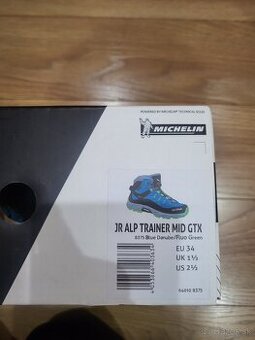 POWERED BY MICHELIN TECHNICAL SOLES
MICHELIN
JR ALP TRAINER MID GTX
8375 Blue Danube/Fluo Green
EU 34
UK 1½
US 2½
64010 8375